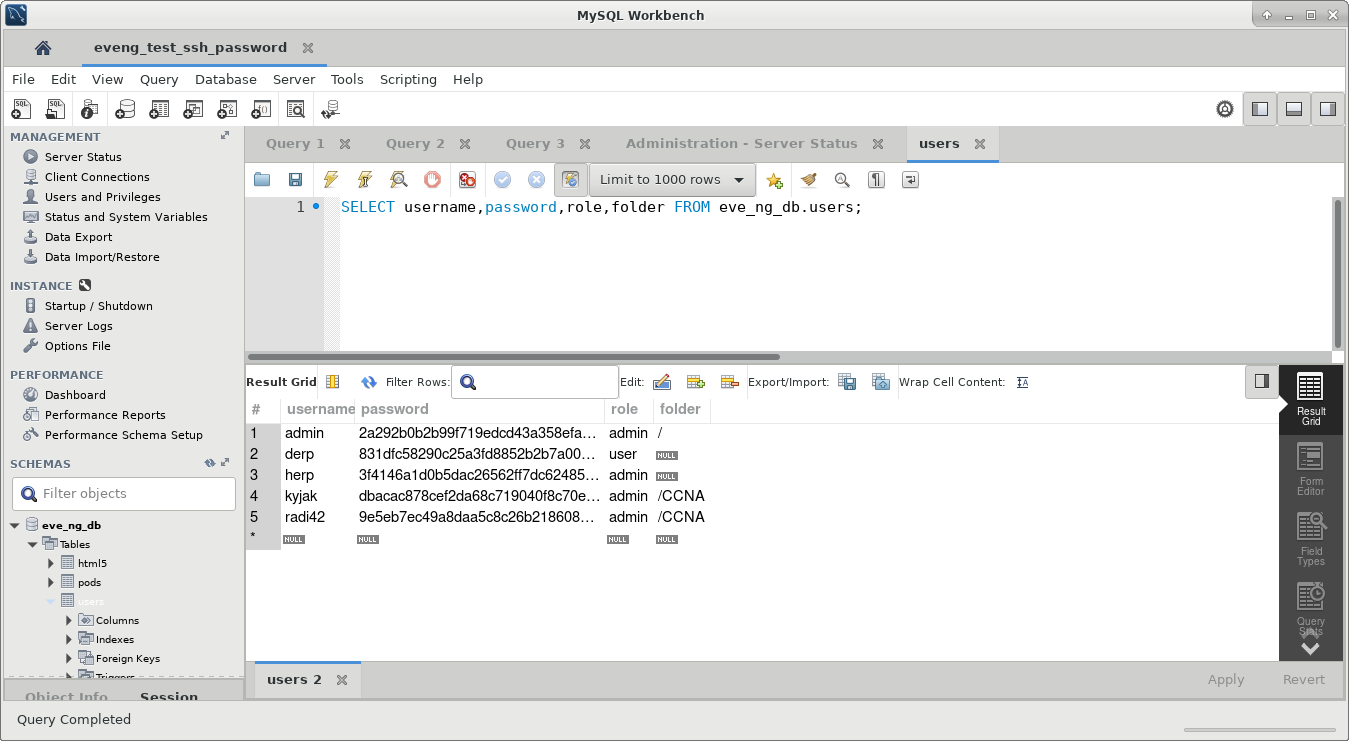 MySQL Workbench
eveng_test_ssh_password
File Edit View Query Database Server Tools Scripting Help
MANAGEMENT
Server Status
Client Connections
Users and Privileges
Status and System Variables
Data Export
Data Import/Restore
INSTANCE
Startup / Shutdown
Server Logs
Options File
PERFORMANCE
Dashboard
Performance Reports
Performance Schema Setup
SCHEMAS
Filter objects
eve_ng_db
Tables
html5
pods
users
Columns
Indexes
Foreign Keys
Triggers
Object Info Session
Query 1 Query 2 Query 3 Administration - Server Status users
Limit to 1000 rows
1 SELECT username,password,role,folder FROM eve_ng_db.users;
Result Grid Filter Rows: Edit: Export/Import: Wrap Cell Content:
# username password role folder
1 admin 2a292b0b2b99f719edcd43a358efa... admin /
2 derp 831dfc58290c25a3fd8852b2b7a00... user NULL
3 herp 3f4146a1d0b5dac26562ff7dc62485... admin NULL
4 kyjak dbacac878cef2da68c719040f8c70e... admin /CCNA
5 radi42 9e5eb7ec49a8daa5c8c26b218608... admin /CCNA
* NULL NULL NULL NULL
Result
Grid
Form
Editor
Field
Types
Query
Stats
users 2
Apply Revert
Query Completed